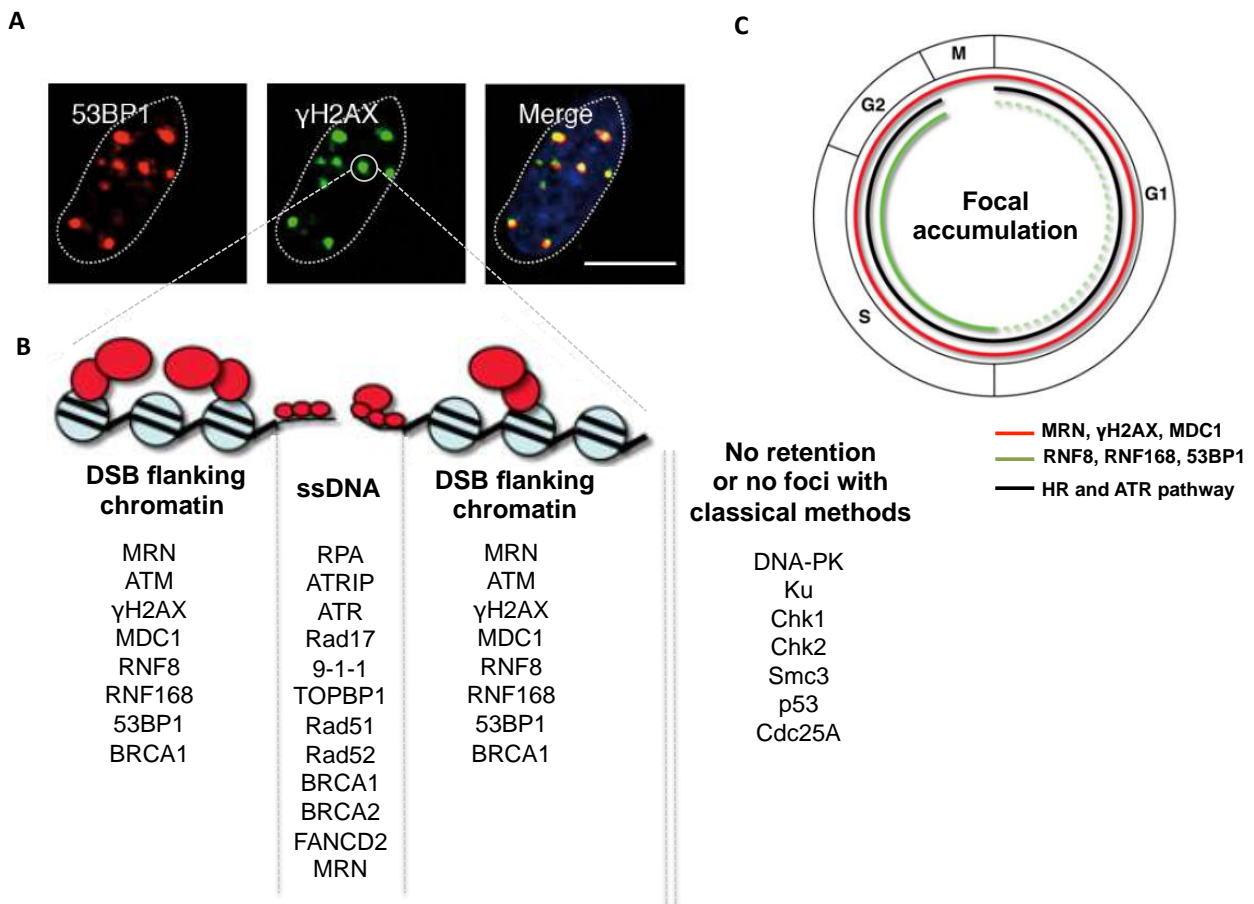 A
53BP1
γH2AX
Merge
B
DSB flanking
chromatin
MRN
ATM
γH2AX
MDC1
RNF8
RNF168
53BP1
BRCA1
ssDNA
RPA
ATRIP
ATR
Rad17
9-1-1
TOPBP1
Rad51
Rad52
BRCA1
BRCA2
FANCD2
MRN
DSB flanking
chromatin
MRN
ATM
γH2AX
MDC1
RNF8
RNF168
53BP1
BRCA1
No retention
or no foci with
classical methods
DNA-PK
Ku
Chk1
Chk2
Smc3
p53
Cdc25A
C
M
G2
G1
S
Focal
accumulation
MRN, γH2AX, MDC1
RNF8, RNF168, 53BP1
HR and ATR pathway